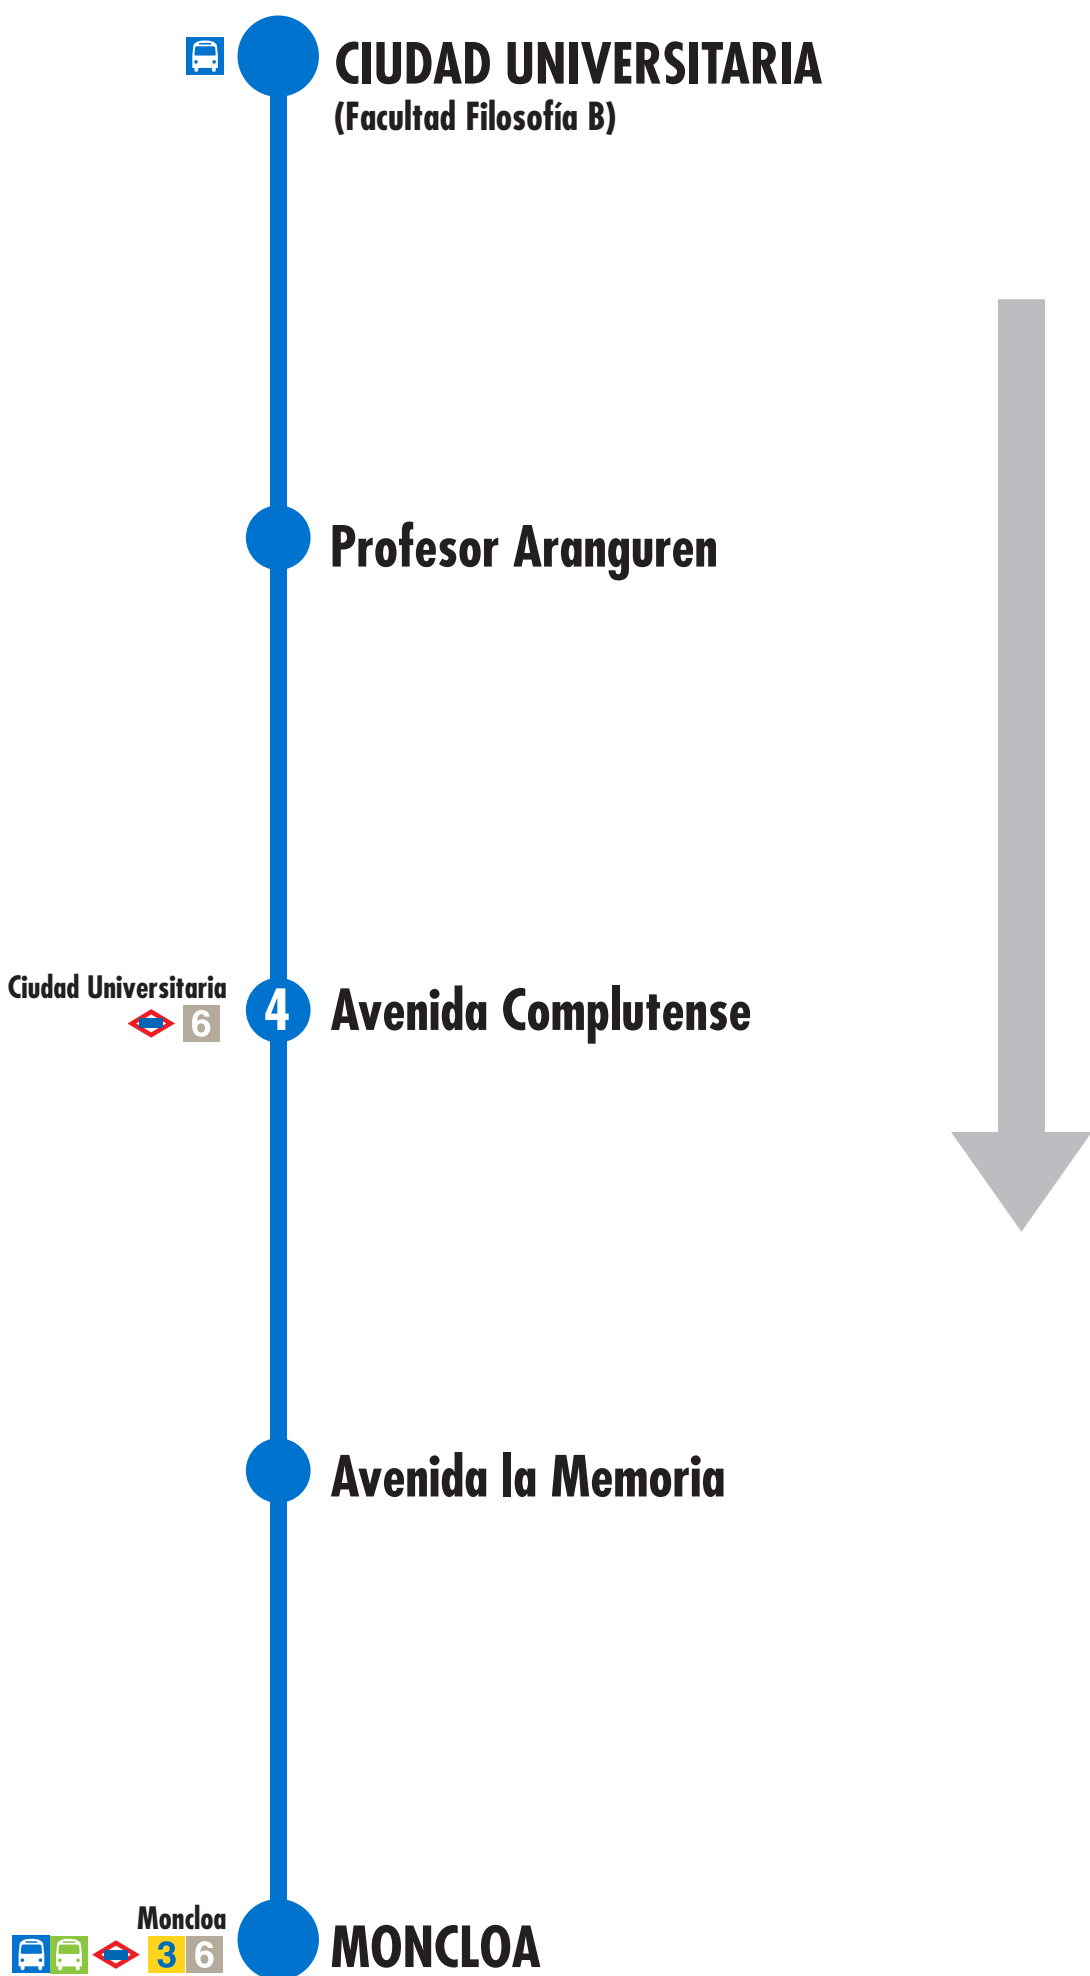 CIUDAD UNIVERSITARIA
(Facultad Filosofía B)
Profesor Aranguren
Ciudad Universitaria
6
4
Avenida Complutense
Avenida la Memoria
Moncloa
3 6
MONCLOA